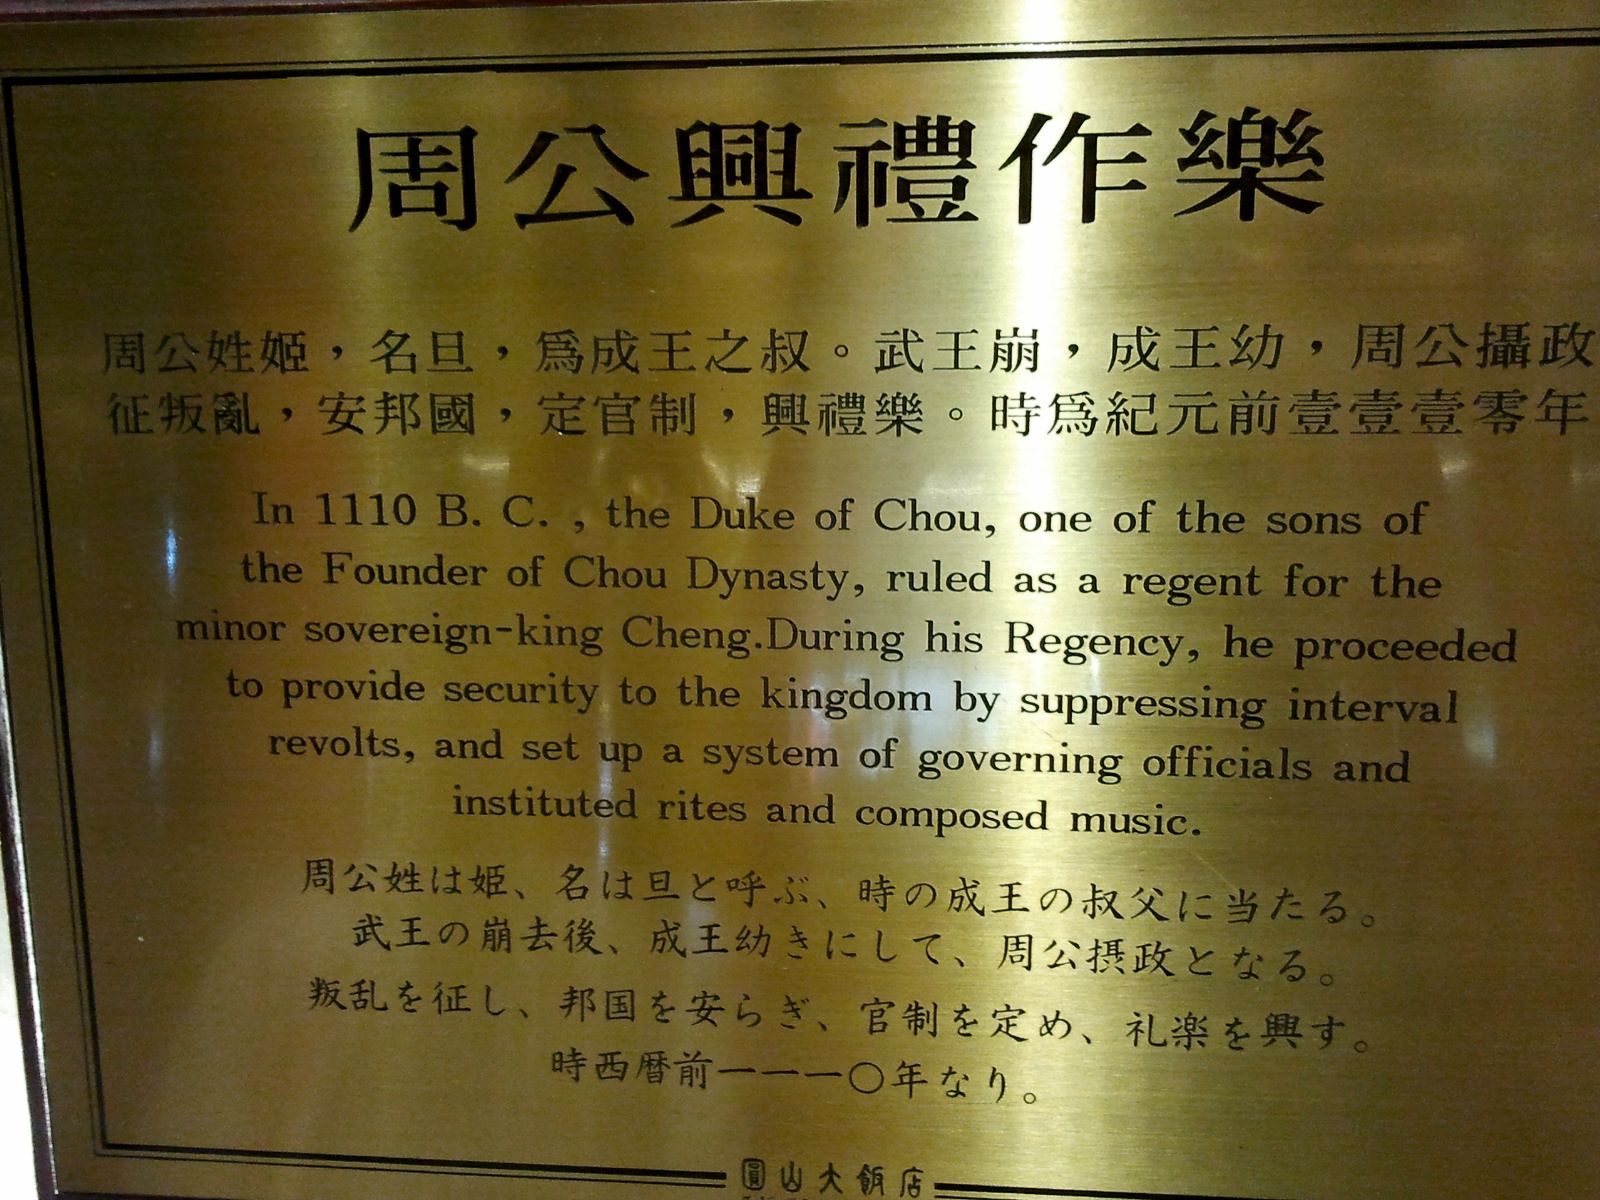 周公興禮作樂
周公姓姬，名旦，爲成王之叔。武王崩，成王幼，周公攝政
征叛亂，安邦國，定官制，興禮樂。時爲紀元前壹壹壹零年
In 1110 B. C. , the Duke of Chou, one of the sons of
the Founder of Chou Dynasty, ruled as a regent for the
minor sovereign-king Cheng.During his Regency, he proceeded
to provide security to the kingdom by suppressing interval
revolts, and set up a system of governing officials and
instituted rites and composed music.
周公姓は姫、名は旦と呼ぶ、時の成王の叔父に当たる。
武王の崩去後、成王幼きにして、周公摂政となる。
叛乱を征し、邦国を安らぎ、官制を定め、礼楽を興す。
時西暦前一一一〇年なり。
圓山大飯店